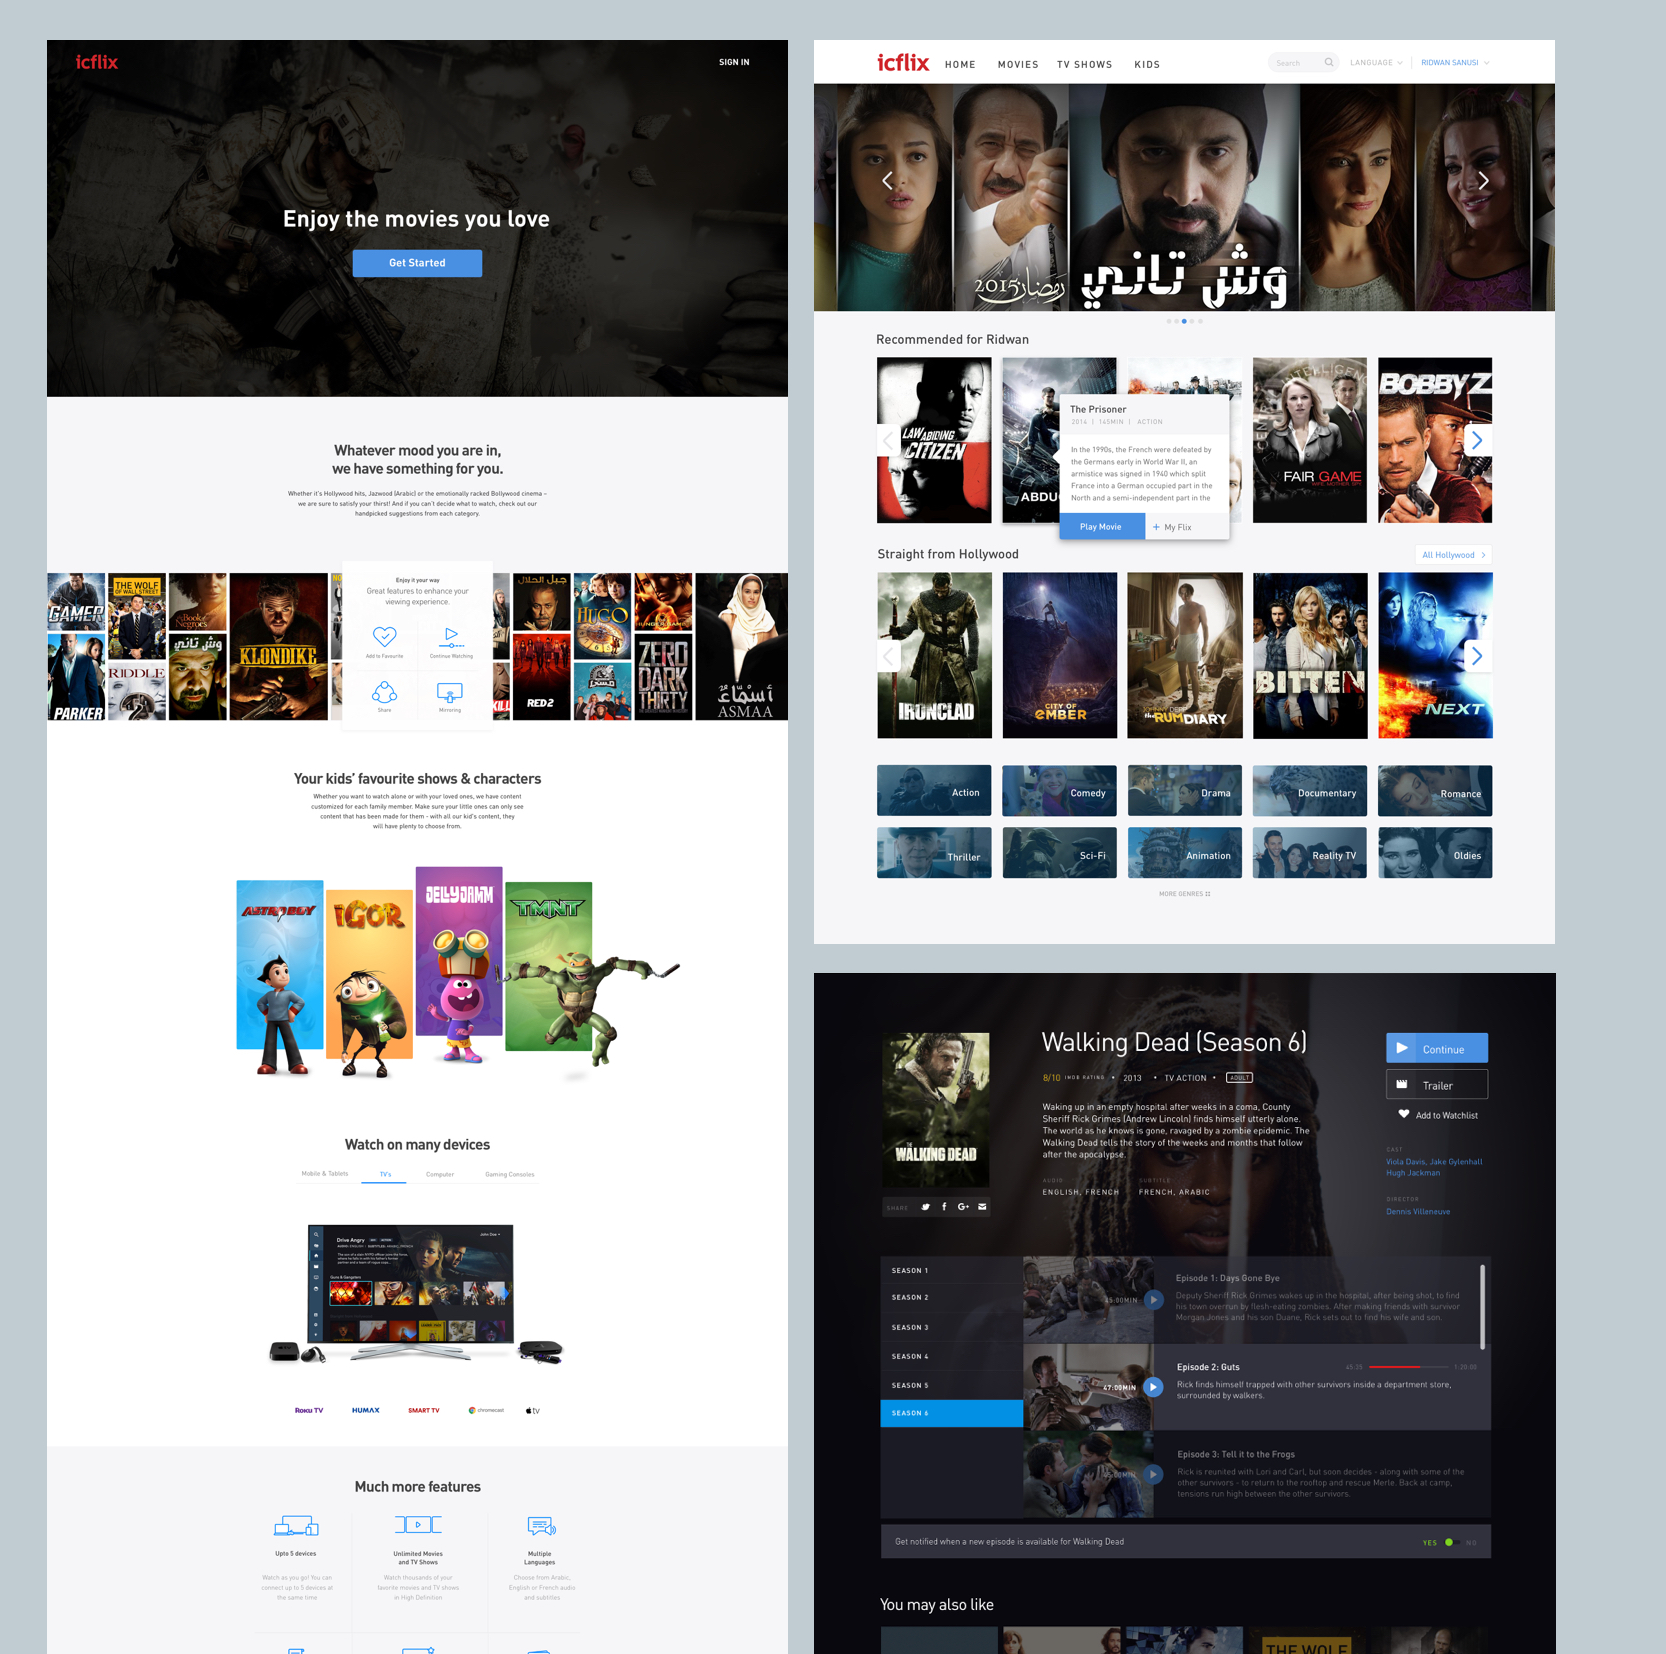 icflix
SIGN IN
Enjoy the movies you love
Get Started
Whatever mood you are in,
we have something for you.
Whether it's Hollywood hits, Jazwood (Arabic) or the emotionally racked Bollywood cinema –
we are sure to satisfy your thirst! And if you can't decide what to watch, check out our
handpicked suggestions from each category.
GAMER
THE WOLF
OF WALL STREET
Book of
Negroes
KLONDIKE
Enjoy it your way
Great features to enhance your
viewing experience.
Add to Favourite
Continue Watching
Share
Mirroring
جبل الحلال
HUGO
HUNGER GAMES
PARKER
RIDDLE
وش تاني
RED 2
ZERO
DARK
THIRTY
أسماء
ASMAA
Your kids' favourite shows & characters
Whether you want to watch alone or with your loved ones, we have content
customized for each family member. Make sure your little ones can only see
content that has been made for them - with all our kid's content, they
will have plenty to choose from.
ASTRO BOY
IGOR
JELLYJAMM
TMNT
Watch on many devices
Mobile & Tablets
TV's
Computer
Gaming Consoles
Drive Angry
John Doe
Guns & Gangsters
ROKU TV
HUMAX
SMART TV
chromecast
tv
Much more features
Upto 5 devices
Watch as you go! You can
connect up to 5 devices at
the same time
Unlimited Movies
and TV Shows
Watch thousands of your
favorite movies and TV shows
in High Definition
Multiple
Languages
Choose from Arabic,
English or French audio
and subtitles
icflix
HOME
MOVIES
TV SHOWS
KIDS
Search
LANGUAGE
RIDWAN SANUSI
رمضان 2015
وش تاني
Recommended for Ridwan
LAW ABIDING
CITIZEN
ABDU
The Prisoner
2014 | 145MIN | ACTION
In the 1990s, the French were defeated by
the Germans early in World War II, an
armistice was signed in 1940 which split
France into a German occupied part in the
North and a semi-independent part in the
Play Movie
+ My Flix
FAIR GAME
BOBBY Z
Straight from Hollywood
All Hollywood
IRONCLAD
CITY OF
EMBER
JOHNNY DEPP
the RUM DIARY
BITTEN
NEXT
Action
Comedy
Drama
Documentary
Romance
Thriller
Sci-Fi
Animation
Reality TV
Oldies
MORE GENRES
THE
WALKING DEAD
SHARE
Walking Dead (Season 6)
8/10 IMDB RATING • 2013 • TV ACTION • ADULT
Waking up in an empty hospital after weeks in a coma, County
Sheriff Rick Grimes (Andrew Lincoln) finds himself utterly alone.
The world as he knows is gone, ravaged by a zombie epidemic. The
Walking Dead tells the story of the weeks and months that follow
after the apocalypse.
AUDIO
ENGLISH, FRENCH
SUBTITLE
FRENCH, ARABIC
Continue
Trailer
Add to Watchlist
CAST
Viola Davis, Jake Gylenhall
Hugh Jackman
DIRECTOR
Dennis Villeneuve
SEASON 1
SEASON 2
SEASON 3
SEASON 4
SEASON 5
SEASON 6
45:00MIN
Episode 1: Days Gone Bye
Deputy Sheriff Rick Grimes wakes up in the hospital, after being shot, to find
his town overrun by flesh-eating zombies. After making friends with survivor
Morgan Jones and his son Duane, Rick sets out to find his wife and son.
47:00MIN
Episode 2: Guts
45:25
1:20:00
Rick finds himself trapped with other survivors inside a department store,
surrounded by walkers.
45:03MIN
Episode 3: Tell it to the Frogs
Rick is reunited with Lori and Carl, but soon decides - along with some of the
other survivors - to return to the rooftop and rescue Merle. Back at camp,
tensions run high between the other survivors.
Get notified when a new episode is available for Walking Dead
YES
NO
You may also like
THE WOLF